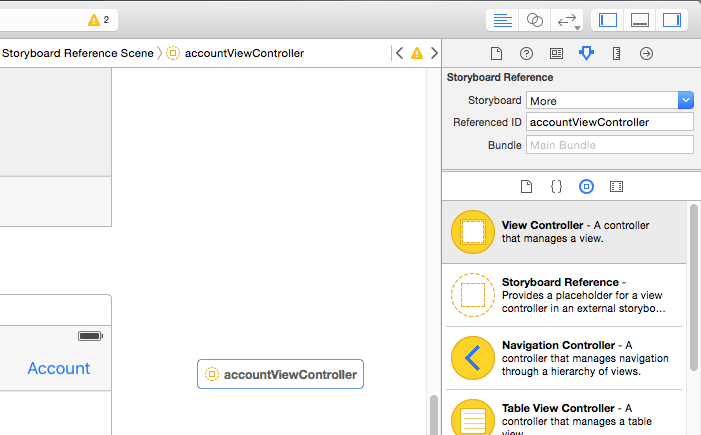 2
Storyboard Reference Scene
accountViewController
Storyboard Reference
Storyboard More
Referenced ID accountViewController
Bundle Main Bundle
View Controller - A controller
that manages a view.
Storyboard Reference -
Provides a placeholder for a view
controller in an external storybo...
Navigation Controller - A
controller that manages navigation
through a hierarchy of views.
Table View Controller - A
controller that manages a table
view.
Account
accountViewController